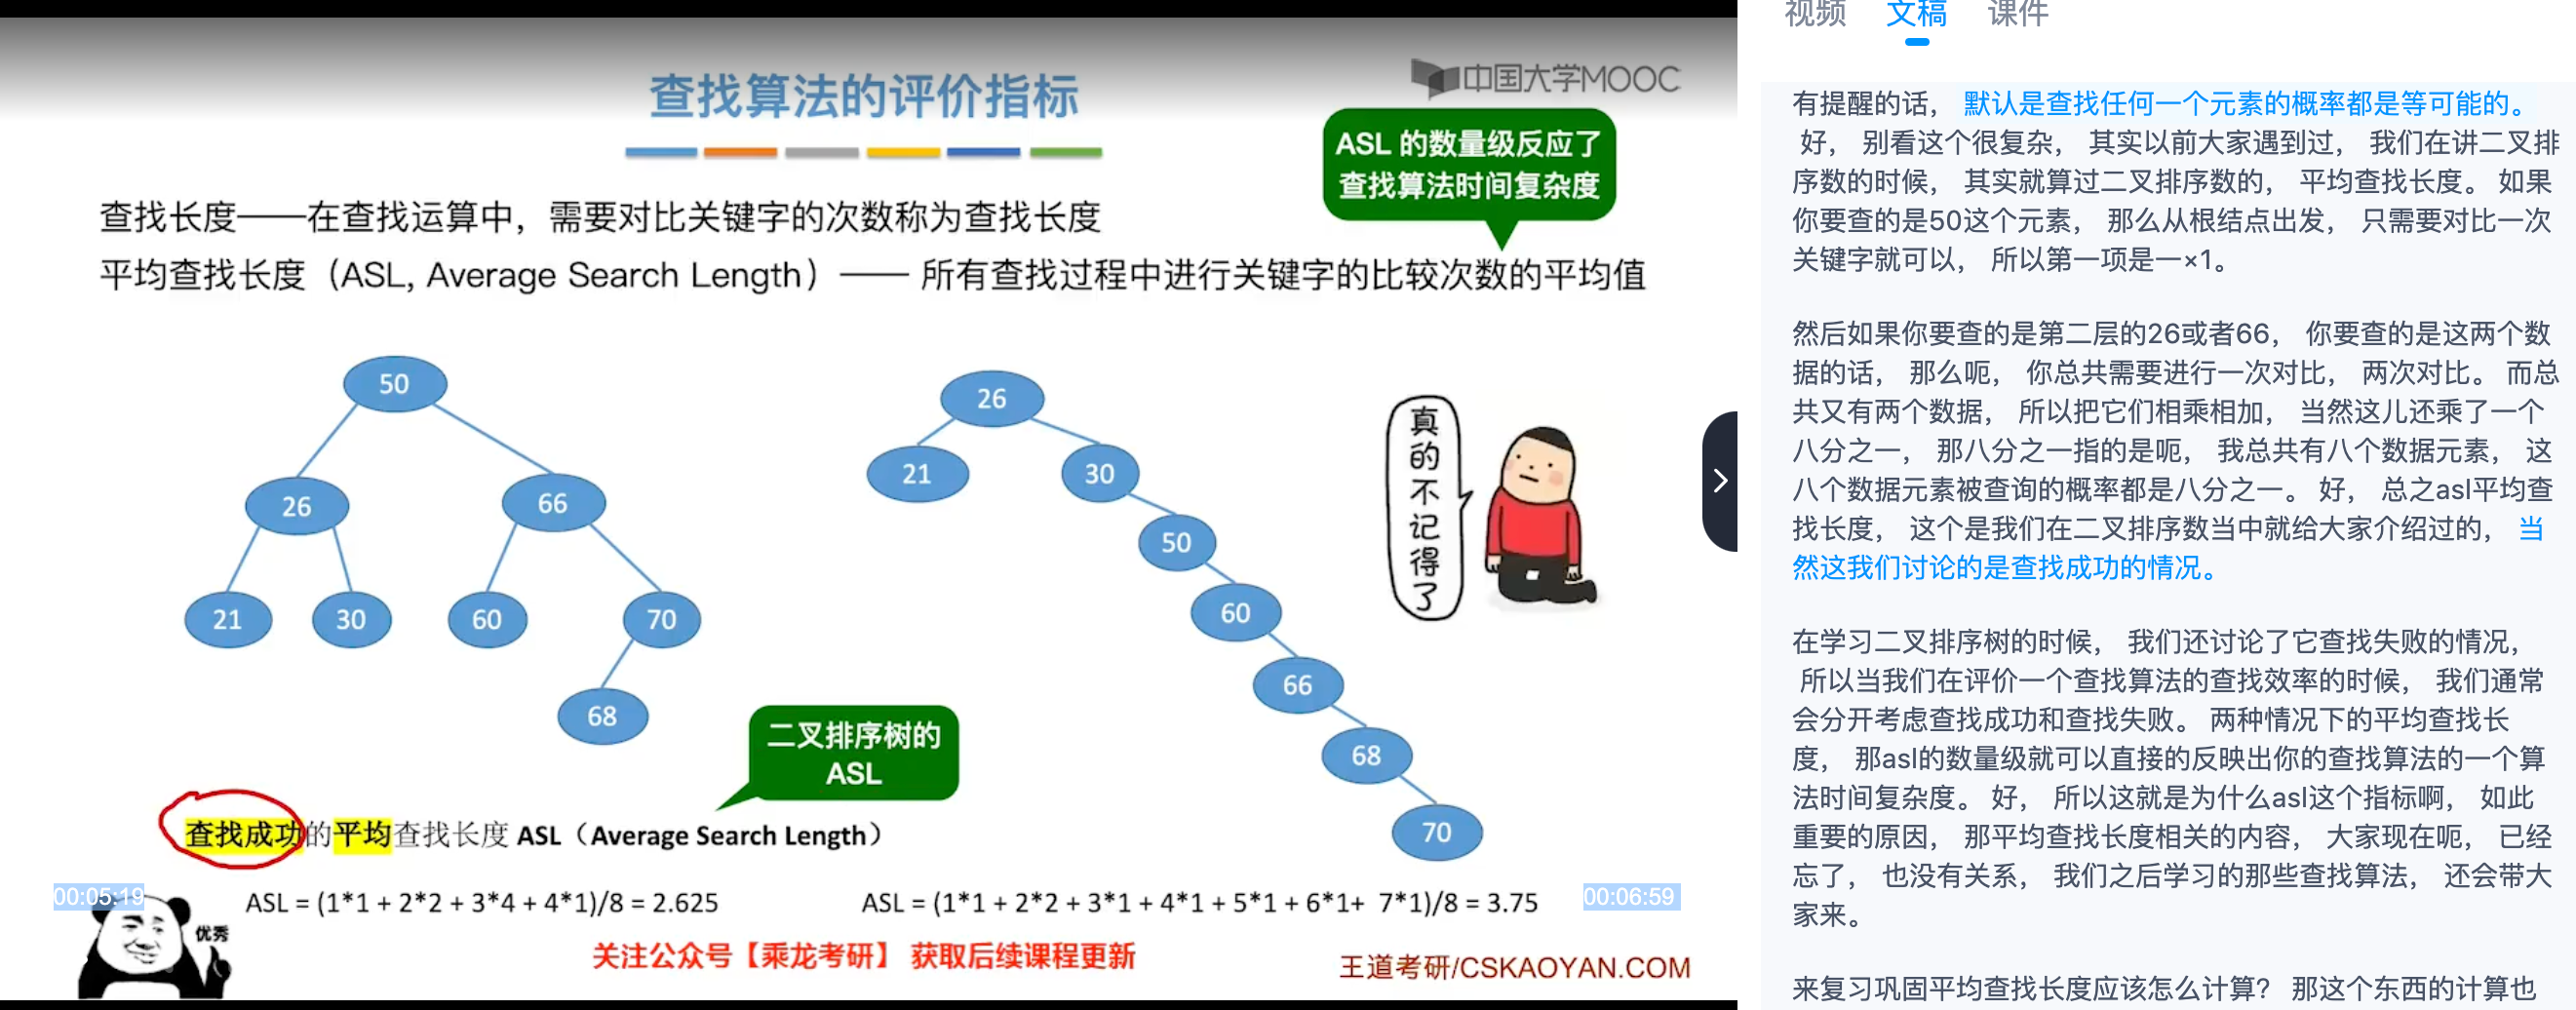 查找算法的评价指标
中国大学MOOC
ASL 的数量级反应了
查找算法时间复杂度
查找长度——在查找运算中，需要对比关键字的次数称为查找长度
平均查找长度（ASL, Average Search Length）—— 所有查找过程中进行关键字的比较次数的平均值
50
26
66
21
30
60
70
68
26
21
30
50
60
66
68
70
真的不记得了
二叉排序树的
ASL
查找成功的平均查找长度 ASL（Average Search Length）
00:05:19
ASL = (1*1 + 2*2 + 3*4 + 4*1)/8 = 2.625
ASL = (1*1 + 2*2 + 3*1 + 4*1 + 5*1 + 6*1+ 7*1)/8 = 3.75
00:06:59
优秀
关注公众号【乘龙考研】 获取后续课程更新
王道考研/CSKAOYAN.COM
视频 文稿 课件
有提醒的话， 默认是查找任何一个元素的概率都是等可能的。
好， 别看这个很复杂， 其实以前大家遇到过， 我们在讲二叉排
序数的时候， 其实就算过二叉排序数的， 平均查找长度。 如果
你要查的是50这个元素， 那么从根结点出发， 只需要对比一次
关键字就可以， 所以第一项是一×1。
然后如果你要查的是第二层的26或者66， 你要查的是这两个数
据的话， 那么呃， 你总共需要进行一次对比， 两次对比。 而总
共又有两个数据， 所以把它们相乘相加， 当然这儿还乘了一个
八分之一， 那八分之一指的是呃， 我总共有八个数据元素， 这
八个数据元素被查询的概率都是八分之一。 好， 总之asl平均查
找长度， 这个是我们在二叉排序数当中就给大家介绍过的， 当
然这我们讨论的是查找成功的情况。
在学习二叉排序树的时候， 我们还讨论了它查找失败的情况，
所以当我们在评价一个查找算法的查找效率的时候， 我们通常
会分开考虑查找成功和查找失败。 两种情况下的平均查找长
度， 那asl的数量级就可以直接的反映出你的查找算法的一个算
法时间复杂度。 好， 所以这就是为什么asl这个指标啊， 如此
重要的原因， 那平均查找长度相关的内容， 大家现在呃， 已经
忘了， 也没有关系， 我们之后学习的那些查找算法， 还会带大
家来。
来复习巩固平均查找长度应该怎么计算？ 那这个东西的计算也